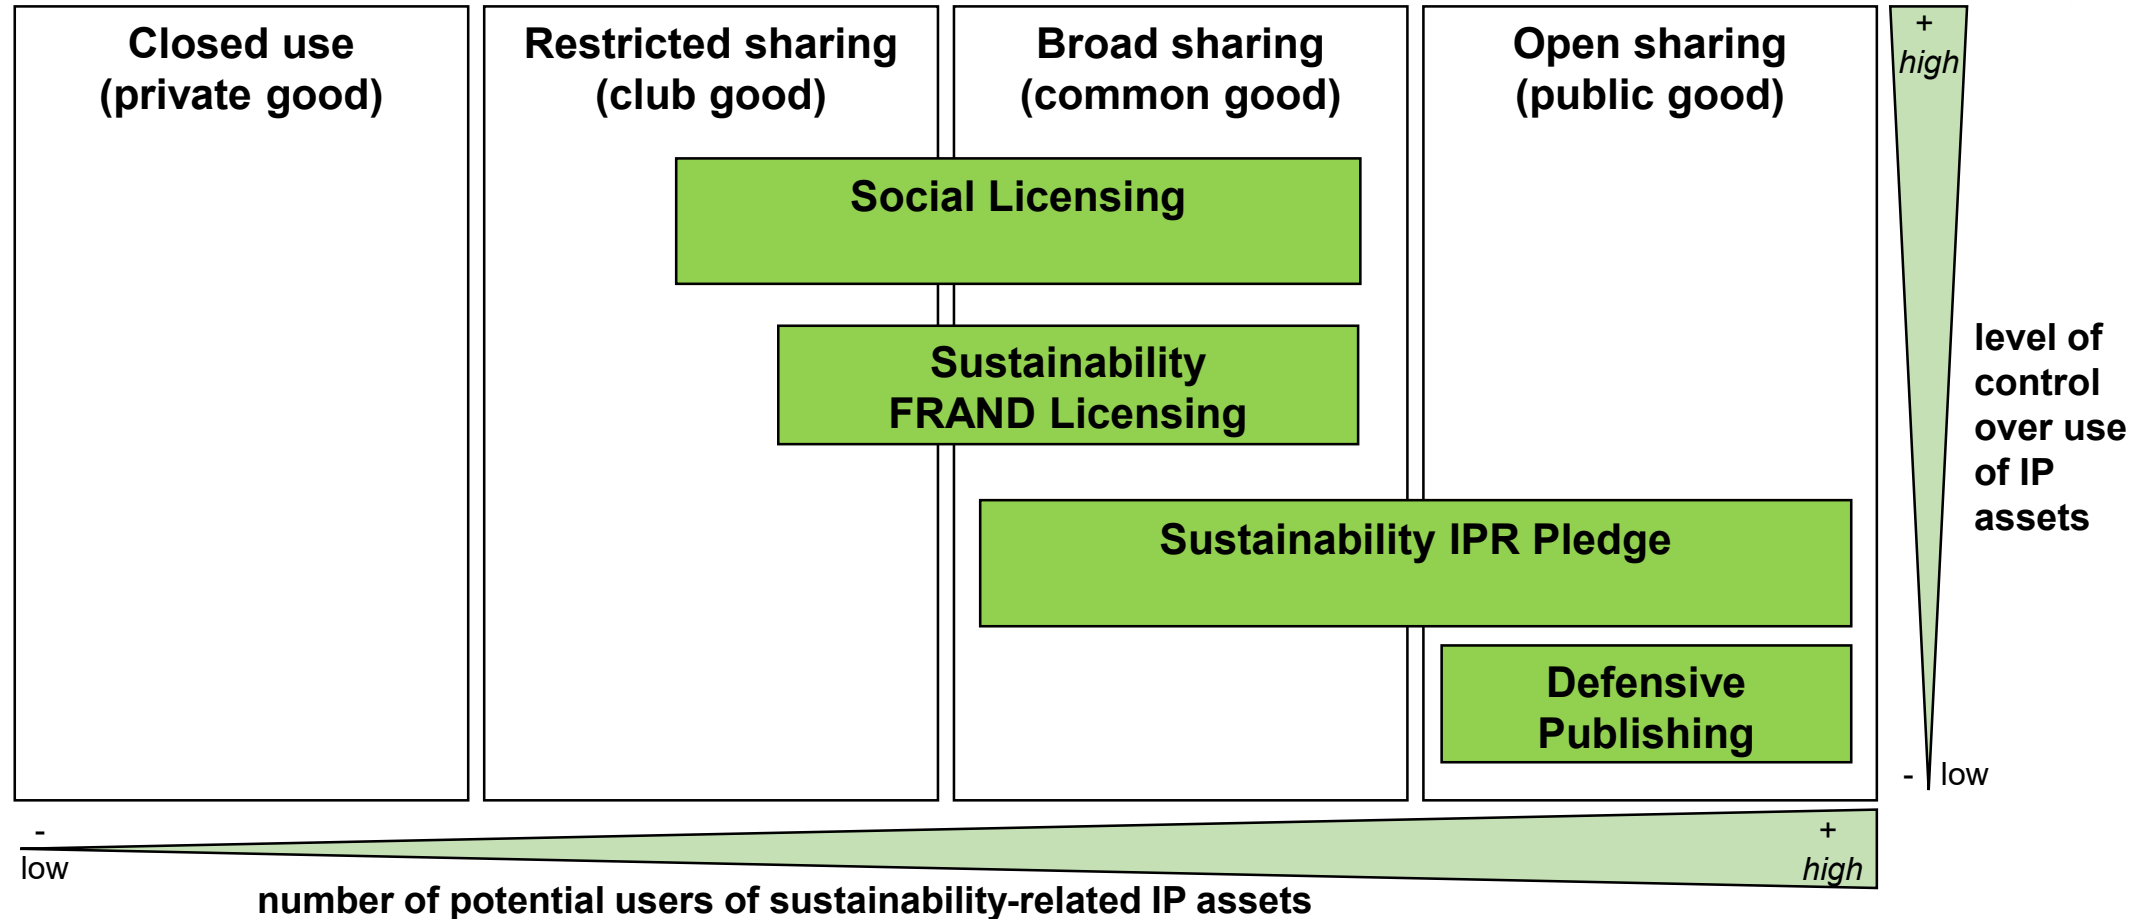 Closed use
(private good)
Restricted sharing
(club good)
Broad sharing
(common good)
Open sharing
(public good)
+
high
Social Licensing
Sustainability
FRAND Licensing
level of
control
over use
of IP
assets
Sustainability IPR Pledge
Defensive
Publishing
- low
-
low
+
high
number of potential users of sustainability-related IP assets